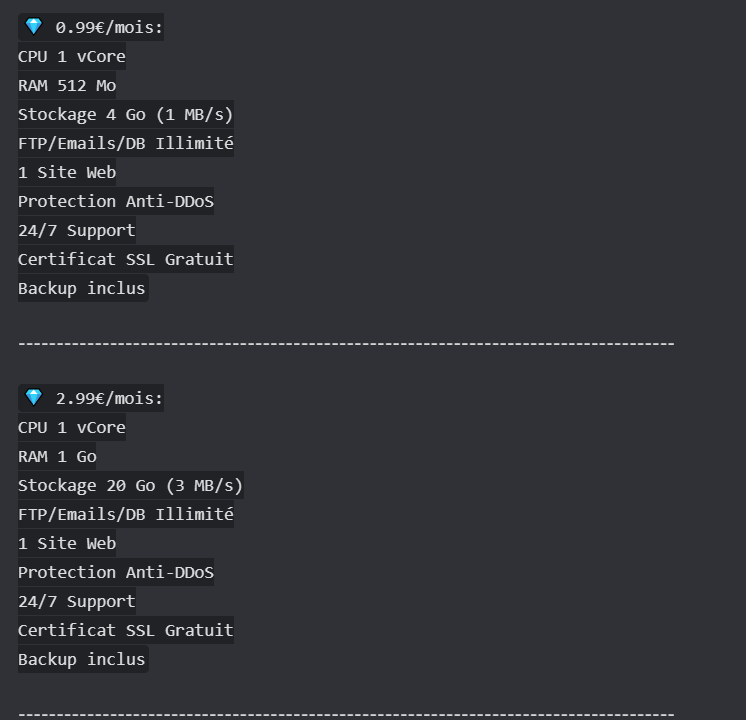 💎 0.99€/mois:
CPU 1 vCore
RAM 512 Mo
Stockage 4 Go (1 MB/s)
FTP/Emails/DB Illimité
1 Site Web
Protection Anti-DDoS
24/7 Support
Certificat SSL Gratuit
Backup inclus
--------------------------------------------------------------------------------------
💎 2.99€/mois:
CPU 1 vCore
RAM 1 Go
Stockage 20 Go (3 MB/s)
FTP/Emails/DB Illimité
1 Site Web
Protection Anti-DDoS
24/7 Support
Certificat SSL Gratuit
Backup inclus
--------------------------------------------------------------------------------------